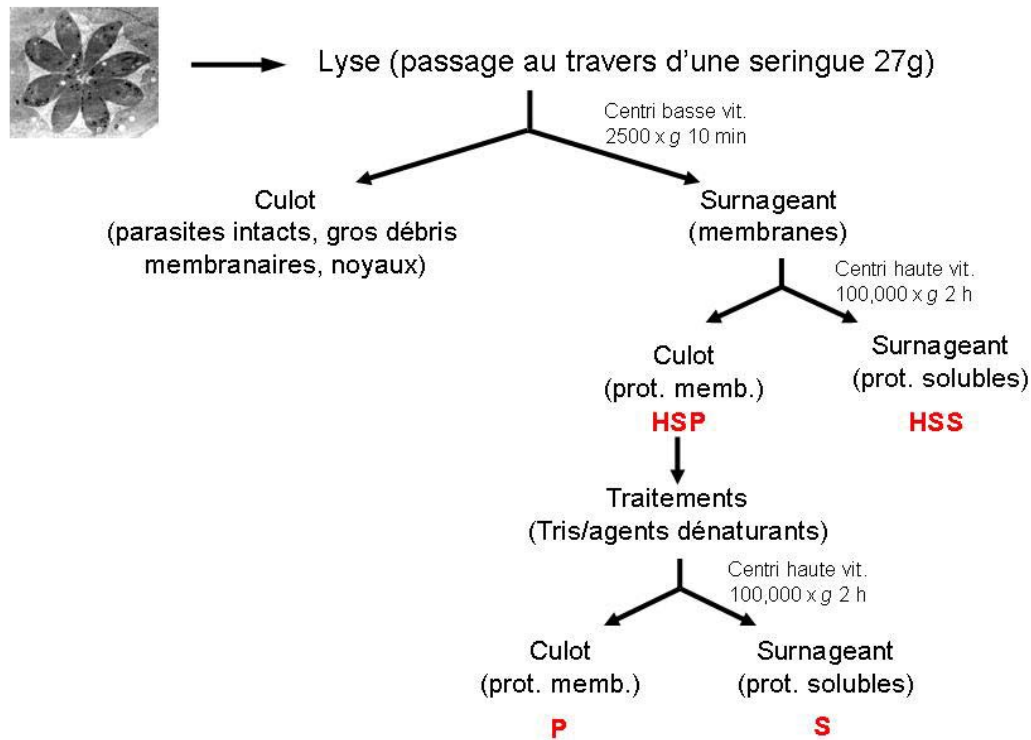 Lyse (passage au travers d'une seringue 27g)
Centri basse vit.
2500 x g 10 min
Culot
(parasites intacts, gros débris
membranaires, noyaux)
Surnageant
(membranes)
Centri haute vit.
100,000 x g 2 h
Culot
(prot. memb.)
HSP
Surnageant
(prot. solubles)
HSS
Traitements
(Tris/agents dénaturants)
Centri haute vit.
100,000 x g 2 h
Culot
(prot. memb.)
P
Surnageant
(prot. solubles)
S